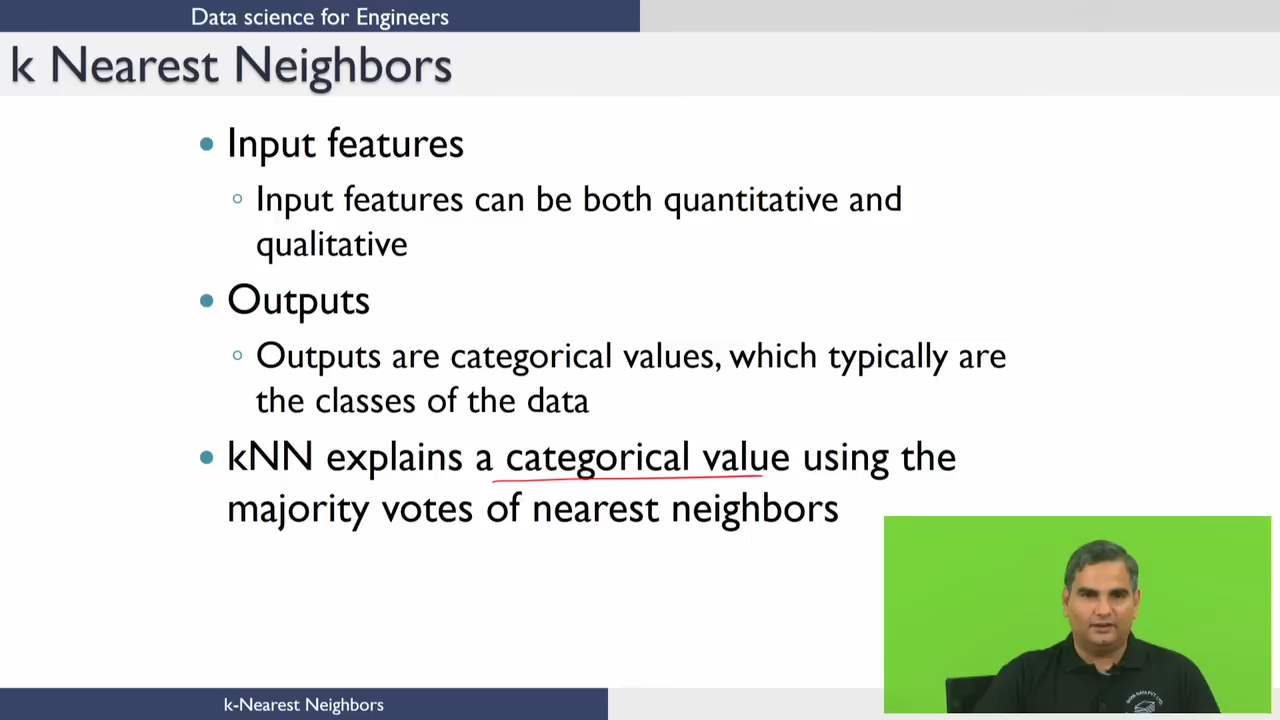 Data science for Engineers
k Nearest Neighbors
• Input features
◦ Input features can be both quantitative and
qualitative
• Outputs
◦ Outputs are categorical values, which typically are
the classes of the data
• kNN explains a categorical value using the
majority votes of nearest neighbors
k-Nearest Neighbors